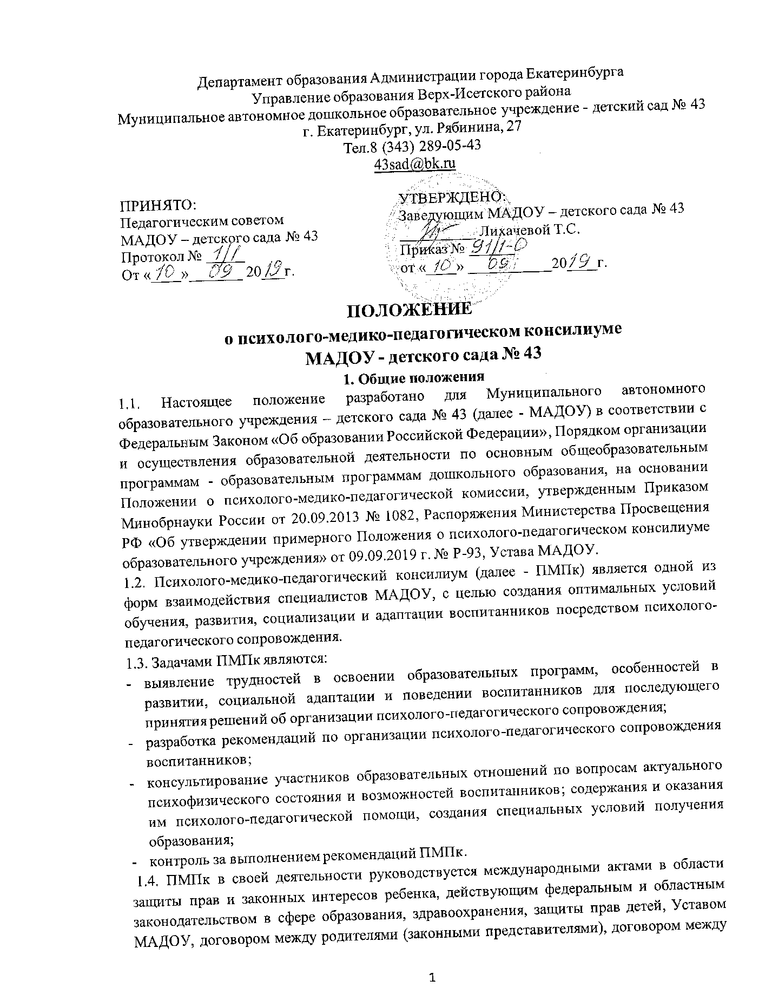 Департамент образования Администрации города Екатеринбурга
Управление образования Верх-Исетского района
Муниципальное автономное дошкольное образовательное учреждение - детский сад № 43
г. Екатеринбург, ул. Рябинина, 27
Тел.8 (343) 289-05-43
43sad@bk.ru
ПРИНЯТО:
Педагогическим советом
МАДОУ – детского сада № 43
Протокол № 1/1
От «10» 09 2019 г.
УТВЕРЖДЕНО:
Заведующим МАДОУ – детского сада № 43
Лихачевой Т.С.
Приказ № 91/1-О
от «10» 09 2019 г.
ПОЛОЖЕНИЕ
о психолого-медико-педагогическом консилиуме
МАДОУ - детского сада № 43
1. Общие положения
1.1. Настоящее положение разработано для Муниципального автономного
образовательного учреждения – детского сада № 43 (далее - МАДОУ) в соответствии с
Федеральным Законом «Об образовании Российской Федерации», Порядком организации
и осуществления образовательной деятельности по основным общеобразовательным
программам - образовательным программам дошкольного образования, на основании
Положении о психолого-медико-педагогической комиссии, утвержденным Приказом
Минобрнауки России от 20.09.2013 № 1082, Распоряжения Министерства Просвещения
РФ «Об утверждении примерного Положения о психолого-педагогическом консилиуме
образовательного учреждения» от 09.09.2019 г. № Р-93, Устава МАДОУ.
1.2. Психолого-медико-педагогический консилиум (далее - ПМПк) является одной из
форм взаимодействия специалистов МАДОУ, с целью создания оптимальных условий
обучения, развития, социализации и адаптации воспитанников посредством психолого-
педагогического сопровождения.
1.3. Задачами ПМПк являются:
- выявление трудностей в освоении образовательных программ, особенностей в
развитии, социальной адаптации и поведении воспитанников для последующего
принятия решений об организации психолого-педагогического сопровождения;
- разработка рекомендаций по организации психолого-педагогического сопровождения
воспитанников;
- консультирование участников образовательных отношений по вопросам актуального
психофизического состояния и возможностей воспитанников; содержания и оказания
им психолого-педагогической помощи, создания специальных условий получения
образования;
- контроль за выполнением рекомендаций ПМПк.
1.4. ПМПк в своей деятельности руководствуется международными актами в области
защиты прав и законных интересов ребенка, действующим федеральным и областным
законодательством в сфере образования, здравоохранения, защиты прав детей, Уставом
МАДОУ, договором между родителями (законными представителями), договором между
1